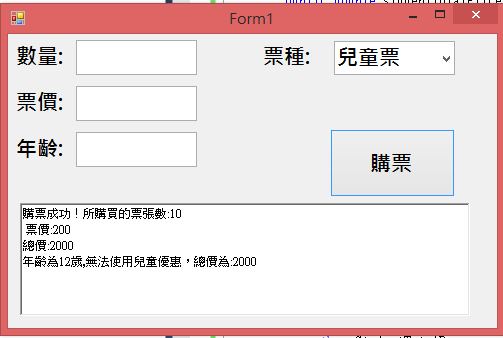 Form1
數量:
票種:
兒童票
票價:
年齡:
購票
購票成功！所購買的票張數:10
票價:200
總價:2000
年齡為12歲,無法使用兒童優惠，總價為:2000